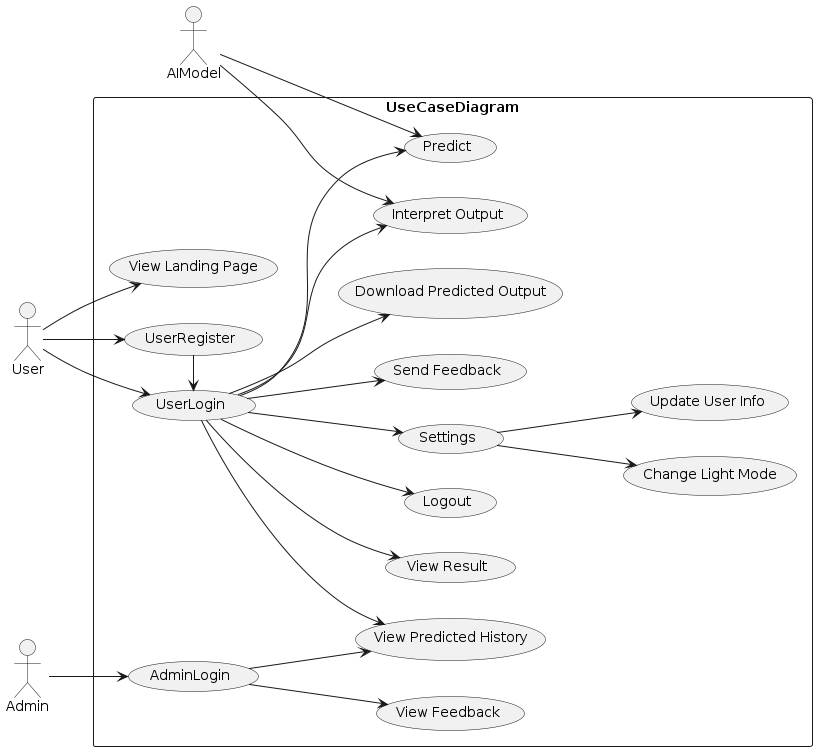 AIModel
UseCaseDiagram
Predict
Interpret Output
View Landing Page
Download Predicted Output
User
UserRegister
Send Feedback
UserLogin
Update User Info
Settings
Change Light Mode
Logout
View Result
View Predicted History
Admin
AdminLogin
View Feedback